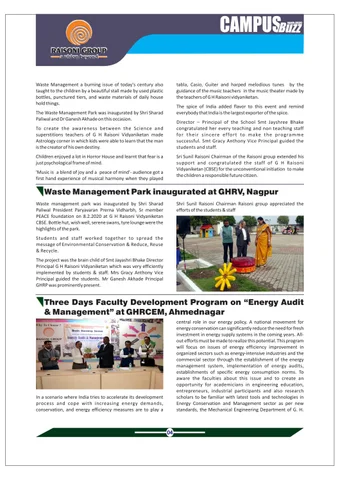 CAMPUS
BUZZ
RAISONI GROUP
a vision beyond
Waste Management a burning issue of today's century also
taught to the children by a beautiful stall made by used plastic
bottles, punctured tiers, and waste materials of daily house
hold things.
The Waste Management Park was inaugurated by Shri Sharad
Paliwal and Dr Ganesh Akhade on this occasion.
To create the awareness between the Science and
superstitions teachers of G H Raisoni Vidyaniketan made
Astrology corner in which kids were able to learn that the man
is the creator of his own destiny.
Children enjoyed a lot in Horror House and learnt that fear is a
just psychological frame of mind.
'Music is a blend of joy and a peace of mind'- audience got a
first hand experience of musical harmony when they played
tabla, Casio, Guiter and harped melodious tunes by the
guidance of the music teachers in the music theater made by
the teachers of G H Raisoni vidyaniketan.
The spice of India added flavor to this event and remind
everybody that India is the largest exporter of the spice.
Director – Principal of the School Smt Jayshree Bhake
congratulated her every teaching and non teaching staff
for their sincere effort to make the programme
successful. Smt Gracy Anthony Vice Principal guided the
students and staff.
Sri Sunil Raisoni Chairman of the Raisoni group extended his
support and congratulated the staff of G H Raisoni
Vidyaniketan (CBSE) for the unconventional initiation to make
the children a responsible future citizen.
Waste Management Park inaugurated at GHRV, Nagpur
Waste management park was inaugurated by Shri Sharad
Paliwal President Paryavaran Prerna Vidharbh, Sr member
PEACE foundation on 8.2.2020 at G H Raisoni Vidyaniketan
CBSE. Bottle hut, wish well, serene swans, tyre lounge were the
highlights of the park.
Students and staff worked together to spread the
message of Environmental Conservation & Reduce, Reuse
& Recycle.
The project was the brain child of Smt Jayashri Bhake Director
Principal G H Raisoni Vidyaniketan which was very efficiently
implemented by students & staff. Mrs Gracy Anthony Vice
Principal guided the students. Mr Ganesh Akhade Principal
GHRP was prominently present.
Shri Sunil Raisoni Chairman Raisoni group appreciated the
efforts of the students & staff
Three Days Faculty Development Program on “Energy Audit
& Management” at GHRCEM, Ahmednagar
In a scenario where India tries to accelerate its development
process and cope with increasing energy demands,
conservation, and energy efficiency measures are to play a
central role in our energy policy. A national movement for
energy conservation can significantly reduce the need for fresh
investment in energy supply systems in the coming years. All-
out efforts must be made to realize this potential. This program
will focus on issues of energy efficiency improvement in
organized sectors such as energy-intensive industries and the
commercial sector through the establishment of the energy
management system, implementation of energy audits,
establishments of specific energy consumption norms. To
aware the faculties about this issue and to create an
opportunity for academicians in engineering education,
entrepreneurs, industrial participants and also research
scholars to be familiar with latest tools and technologies in
Energy Conservation and Management sector as per new
standards, the Mechanical Engineering Department of G. H.
04